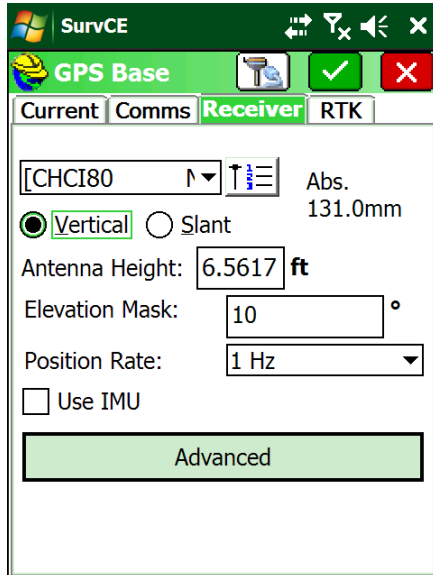 SurvCE
GPS Base
Current Comms Receiver RTK
[CHCI80 Abs.
131.0mm
Vertical Slant
Antenna Height: 6.5617 ft
Elevation Mask: 10 °
Position Rate: 1 Hz
Use IMU
Advanced